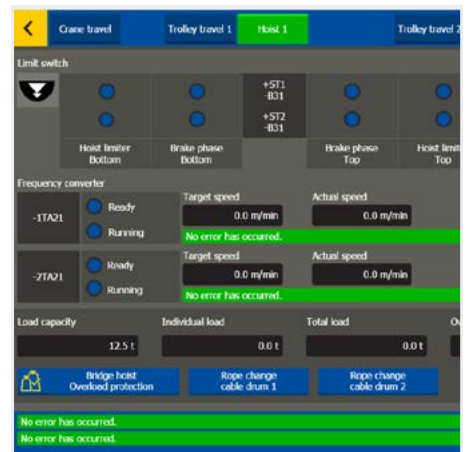 Crane travel Trolley travel 1 Hoist 1 Trolley travel 2
Limit switch
+ST1
-B31
+ST2
-B31
Hoist limiter Brake phase Brake phase Hoist limit
Bottom Bottom Top Top
Frequency converter
Target speed Actual speed
-1TA21 Ready 0.0 m/min 0.0 m/min
Running No error has occurred.
Target speed Actual speed
-2TA21 Ready 0.0 m/min 0.0 m/min
Running No error has occurred.
Load capacity Individual load Total load
12.5 t 0.0 t 0.0 t
Bridge hoist Rope change Rope change
Overload protection cable drum 1 cable drum 2
No error has occurred.
No error has occurred.